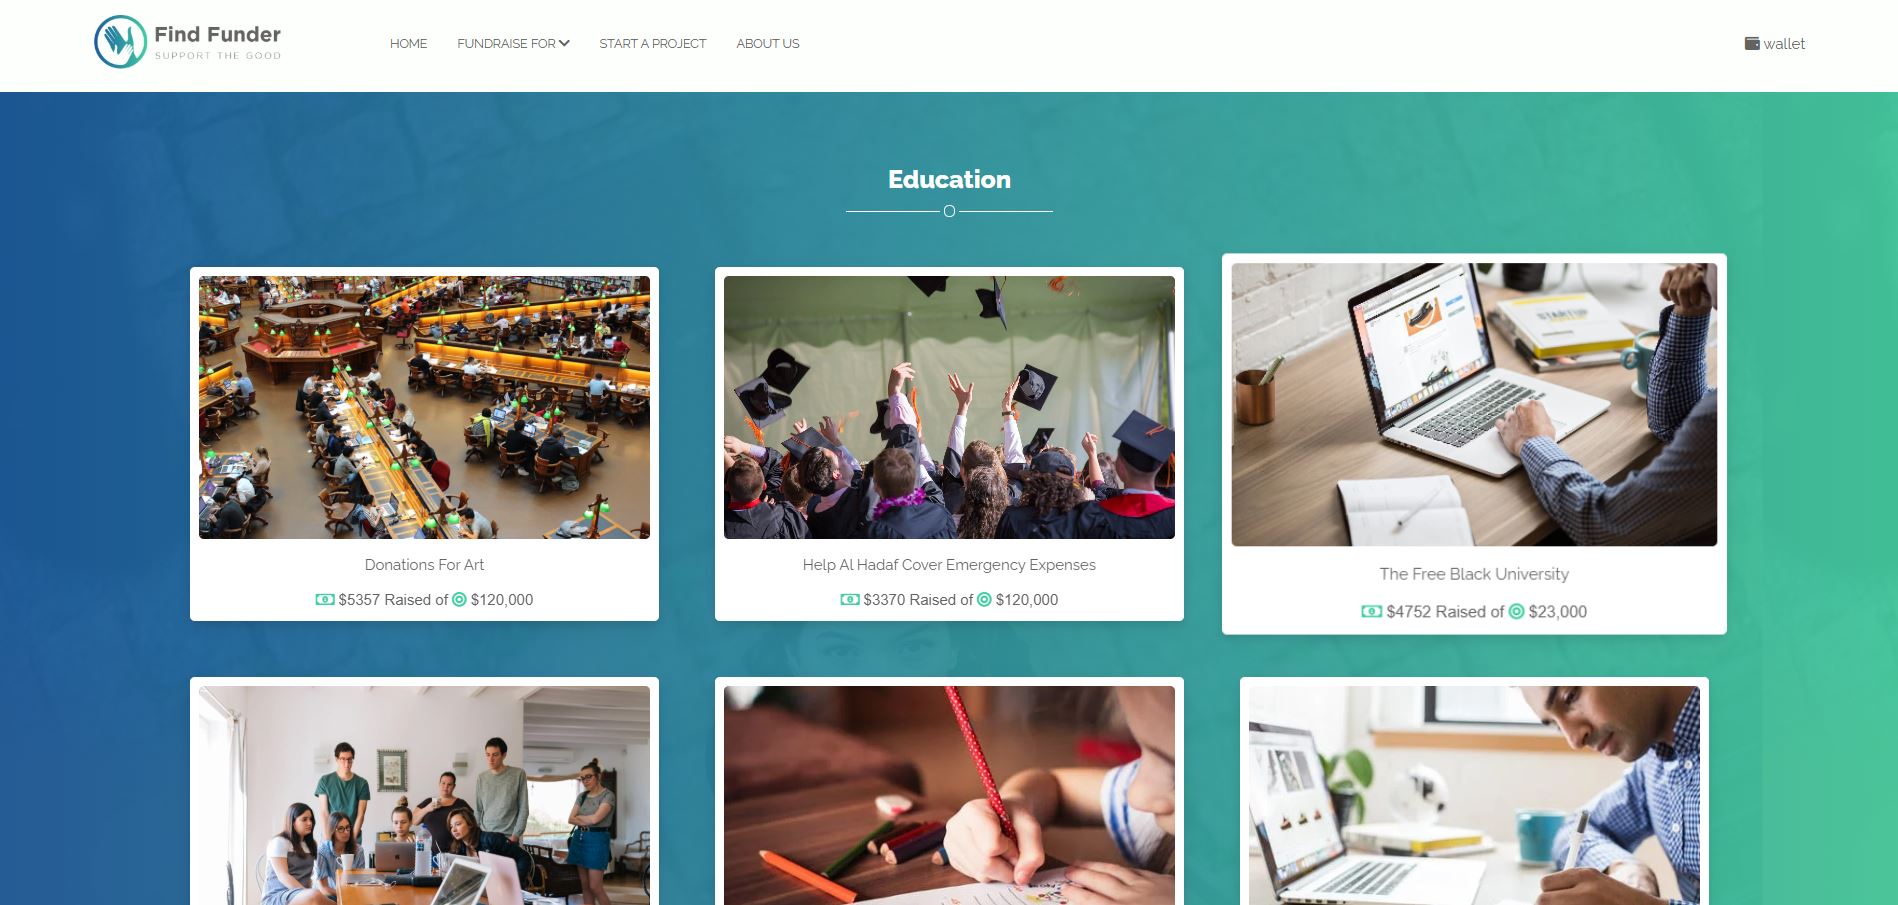 Find Funder
SUPPORT THE GOOD
HOME
FUNDRAISE FOR
START A PROJECT
ABOUT US
wallet
Education
Donations For Art
$5357 Raised of $120,000
Help Al Hadaf Cover Emergency Expenses
$3370 Raised of $120,000
STARTUP
The Free Black University
$4752 Raised of $23,000